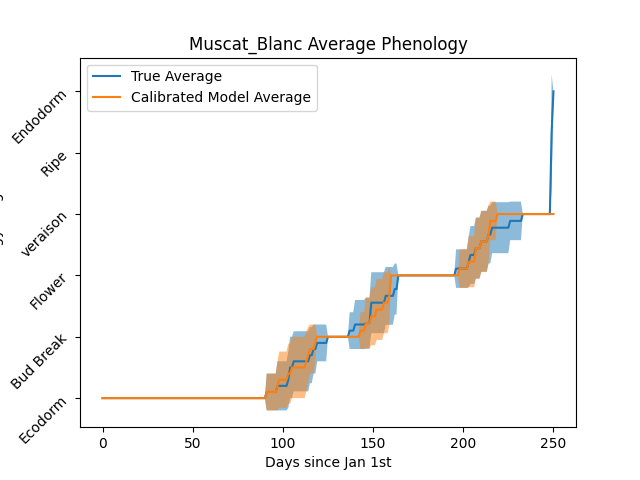 Muscat_Blanc Average Phenology
True Average
Calibrated Model Average
Endodorm
Ripe
veraison
Flower
Bud Break
Ecodorm
0 50 100 150 200 250
Days since Jan 1st